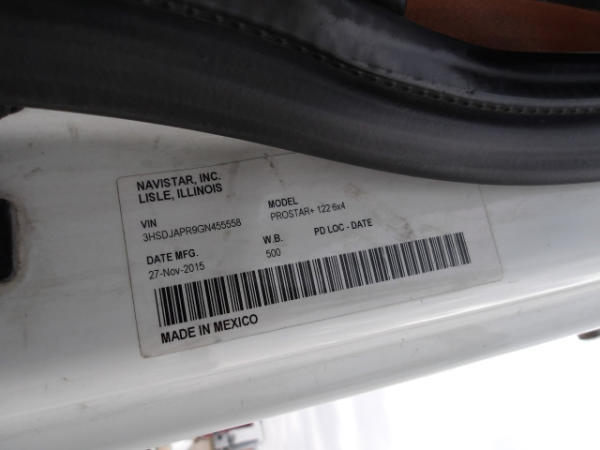 NAVISTAR, INC.
LISLE, ILLINOIS
VIN MODEL
3HSDJAPR9GN455558 PROSTAR+ 122 6x4
DATE MFG. W.B. PD LOC - DATE
27-Nov-2015 500
MADE IN MEXICO